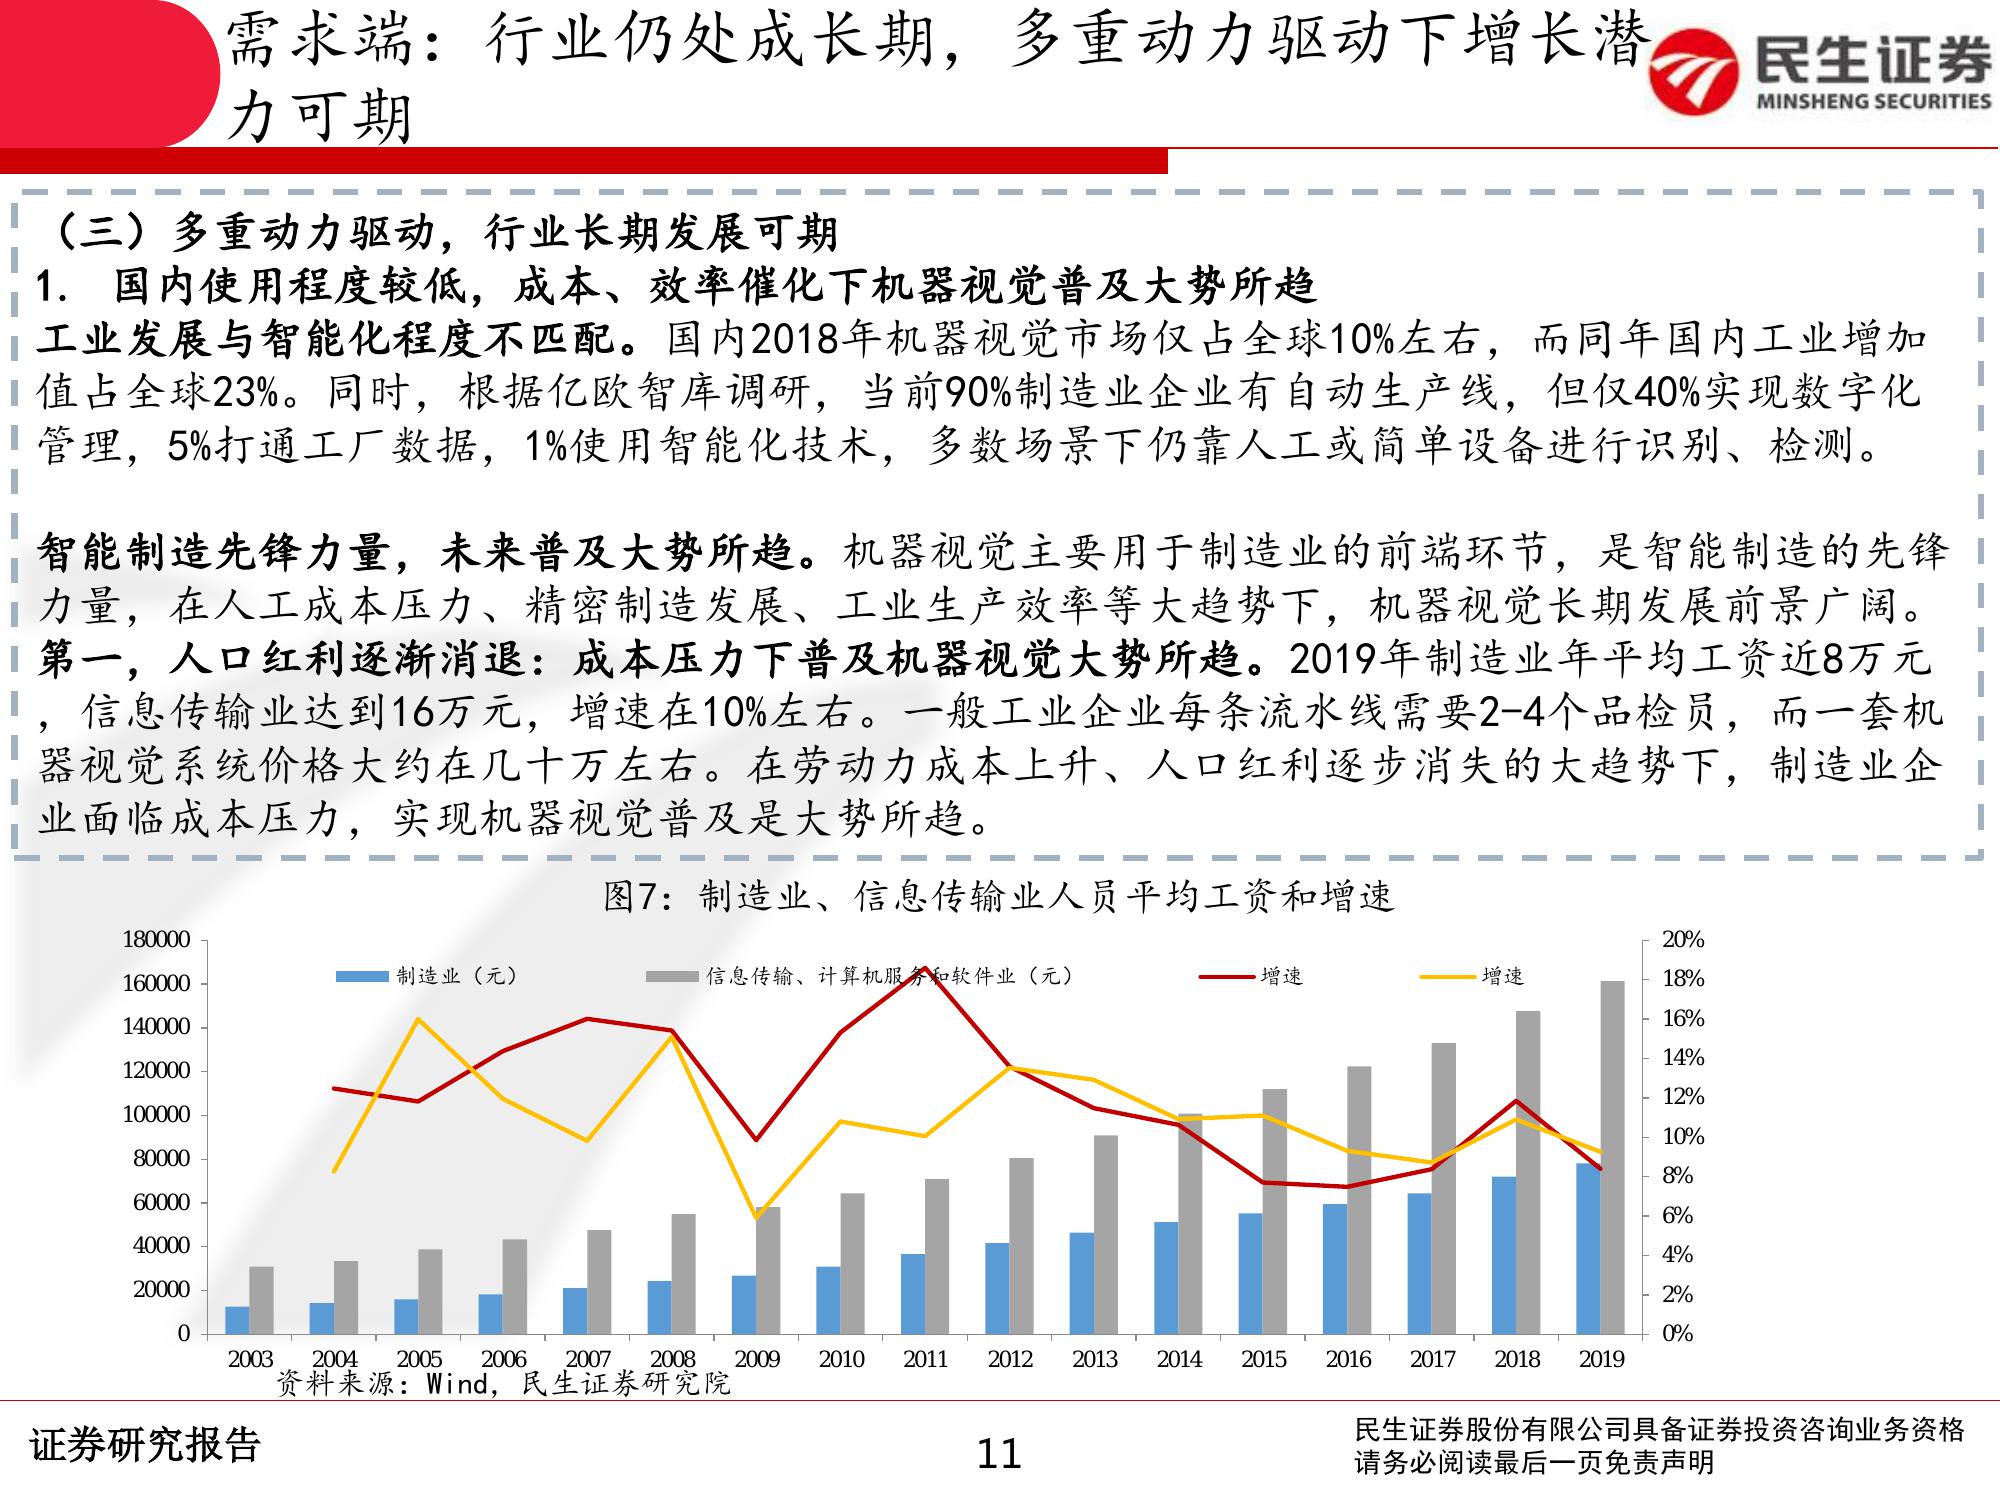 需求端：行业仍处成长期，多重动力驱动下增长潜
力可期
民生证券
MINSHENG SECURITIES
（三）多重动力驱动，行业长期发展可期
1. 国内使用程度较低，成本、效率催化下机器视觉普及大势所趋
工业发展与智能化程度不匹配。国内2018年机器视觉市场仅占全球10%左右，而同年国内工业增加
值占全球23%。同时，根据亿欧智库调研，当前90%制造业企业有自动生产线，但仅40%实现数字化
管理，5%打通工厂数据，1%使用智能化技术，多数场景下仍靠人工或简单设备进行识别、检测。
智能制造先锋力量，未来普及大势所趋。机器视觉主要用于制造业的前端环节，是智能制造的先锋
力量，在人工成本压力、精密制造发展、工业生产效率等大趋势下，机器视觉长期发展前景广阔。
第一，人口红利逐渐消退：成本压力下普及机器视觉大势所趋。2019年制造业年平均工资近8万元
，信息传输业达到16万元，增速在10%左右。一般工业企业每条流水线需要2-4个品检员，而一套机
器视觉系统价格大约在几十万左右。在劳动力成本上升、人口红利逐步消失的大趋势下，制造业企
业面临成本压力，实现机器视觉普及是大势所趋。
图7：制造业、信息传输业人员平均工资和增速
制造业（元） 信息传输、计算机服务和软件业（元） 增速 增速
180000 20%
160000 18%
140000 16%
120000 14%
100000 12%
80000 10%
60000 8%
40000 6%
20000 4%
0 2%
0%
2003 2004 2005 2006 2007 2008 2009 2010 2011 2012 2013 2014 2015 2016 2017 2018 2019
资料来源：Wind，民生证券研究院
证券研究报告
11
民生证券股份有限公司具备证券投资咨询业务资格
请务必阅读最后一页免责声明